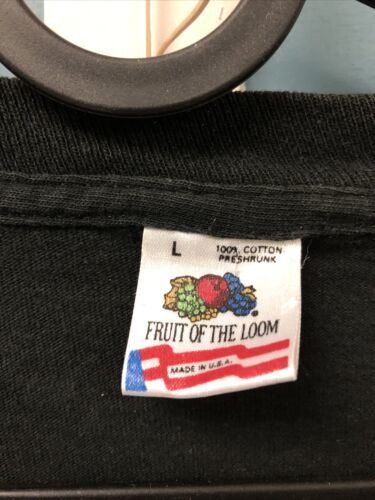 L
100% COTTON
PRESHRUNK
®
FRUIT OF THE LOOM
MADE IN U.S.A.